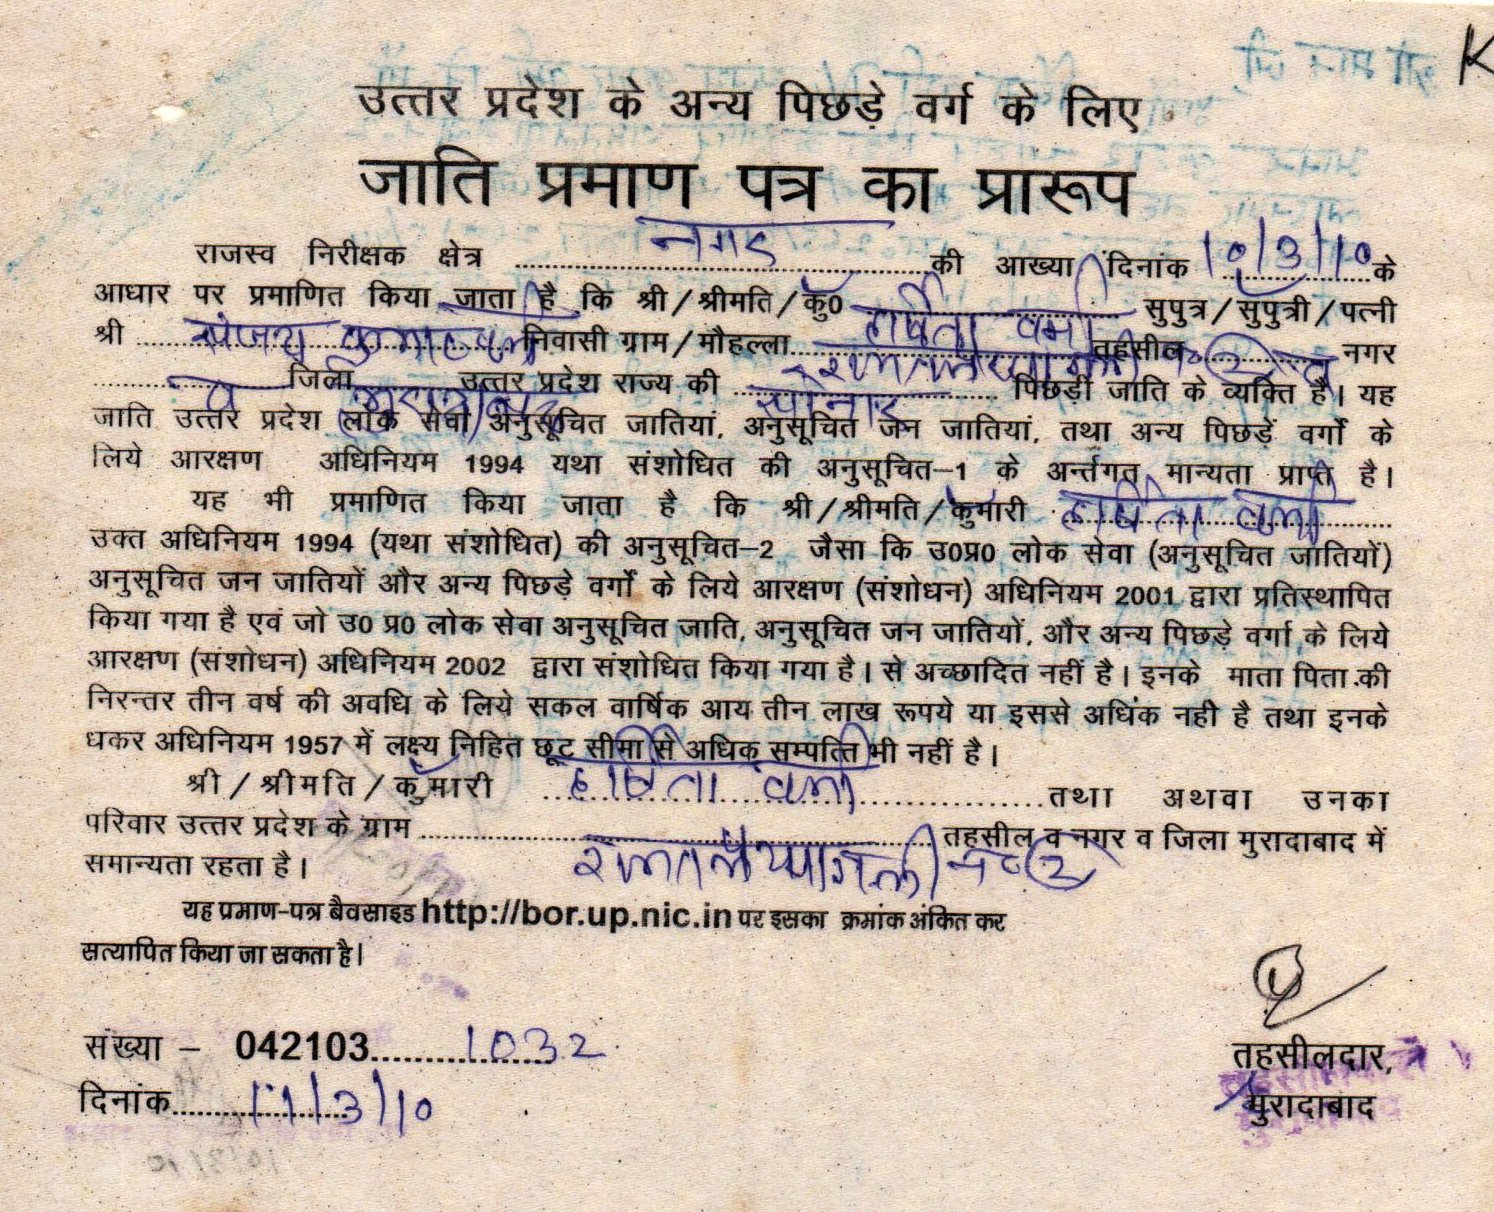 उत्तर प्रदेश के अन्य पिछड़े वर्ग के लिए
जाति प्रमाण पत्र का प्रारूप
राजस्व निरीक्षक क्षेत्र नगर की आख्या दिनांक 10/3/10 के
आधार पर प्रमाणित किया जाता है कि श्री/श्रीमति/कु0 हर्षिता वर्मा सुपुत्र/सुपुत्री/पत्नी
श्री संजय कुमार वर्मा निवासी ग्राम/मौहल्ला तहसील व नगर
व जिला मुरादाबाद उत्तर प्रदेश राज्य की सोनार पिछड़ी जाति के व्यक्ति है। यह
जाति उत्तर प्रदेश (लोक सेवा) अनुसूचित जातियां, अनुसूचित जन जातियां, तथा अन्य पिछड़ें वर्गों के
लिये आरक्षण अधिनियम 1994 यथा संशोधित की अनुसूचित-1 के अर्न्तगत मान्यता प्राप्त है।
यह भी प्रमाणित किया जाता है कि श्री/श्रीमति/कुमारी हर्षिता वर्मा
उक्त अधिनियम 1994 (यथा संशोधित) की अनुसूचित-2 जैसा कि उ0प्र0 लोक सेवा (अनुसूचित जातियों)
अनुसूचित जन जातियों और अन्य पिछड़े वर्गों के लिये आरक्षण (संशोधन) अधिनियम 2001 द्वारा प्रतिस्थापित
किया गया है एवं जो उ0 प्र0 लोक सेवा अनुसूचित जाति, अनुसूचित जन जातियों, और अन्य पिछड़े वर्गा के लिये
आरक्षण (संशोधन) अधिनियम 2002 द्वारा संशोधित किया गया है। से अच्छादित नहीं है। इनके माता पिता की
निरन्तर तीन वर्ष की अवधि के लिये सकल वार्षिक आय तीन लाख रूपये या इससे अधिक नही है तथा इनके
धकर अधिनियम 1957 में लक्ष्य निहित छूट सीमा से अधिक सम्पत्ति भी नहीं है।
श्री/श्रीमति/कुमारी हर्षिता वर्मा तथा अथवा उनका
परिवार उत्तर प्रदेश के ग्राम तहसील व नगर व जिला मुरादाबाद में
समान्यता रहता है।
यह प्रमाण-पत्र बैवसाइड http://bor.up.nic.in पर इसका क्रमांक अंकित कर
सत्यापित किया जा सकता है।
संख्या - 042103 1032
दिनांक 11/3/10
तहसीलदार,
मुरादाबाद